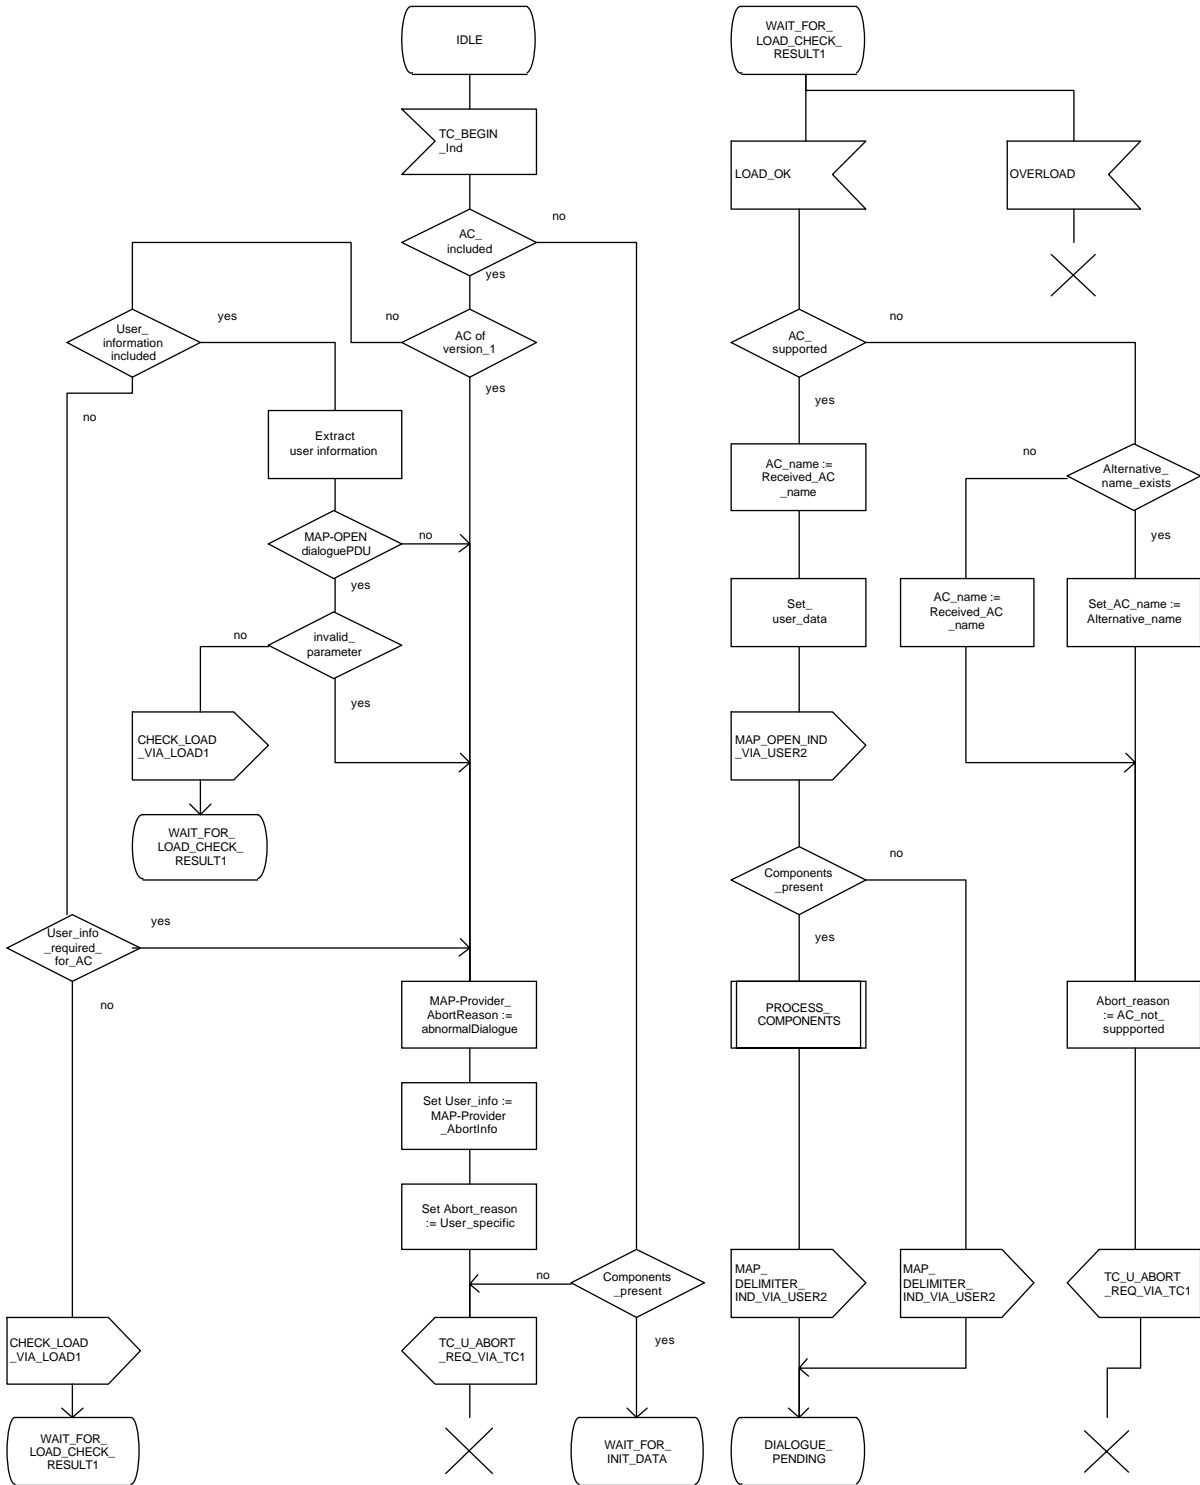 IDLE
TC_BEGIN
_Ind
AC_
included
no
yes
AC of
version_1
no
yes
User_
information
included
yes
no
Extract
user information
MAP-OPEN
dialoguePDU
no
yes
invalid_
parameter
no
yes
CHECK_LOAD
_VIA_LOAD1
WAIT_FOR_
LOAD_CHECK_
RESULT1
User_info
_required_
for_AC
yes
no
MAP-Provider_
AbortReason :=
abnormalDialogue
Set User_info :=
MAP-Provider
_AbortInfo
Set Abort_reason
:= User_specific
no
Components
_present
yes
TC_U_ABORT
_REQ_VIA_TC1
CHECK_LOAD
_VIA_LOAD1
WAIT_FOR_
LOAD_CHECK_
RESULT1
WAIT_FOR_
INIT_DATA
WAIT_FOR_
LOAD_CHECK_
RESULT1
LOAD_OK
OVERLOAD
AC_
supported
no
yes
AC_name :=
Received_AC
_name
no
Alternative_
name_exists
yes
Set_
user_data
AC_name :=
Received_AC
_name
Set_AC_name :=
Alternative_name
MAP_OPEN_IND
_VIA_USER2
Components
_present
no
yes
PROCESS_
COMPONENTS
Abort_reason
:= AC_not_
suppported
MAP_
DELIMITER_
IND_VIA_USER2
MAP_
DELIMITER_
IND_VIA_USER2
TC_U_ABORT
_REQ_VIA_TC1
DIALOGUE_
PENDING